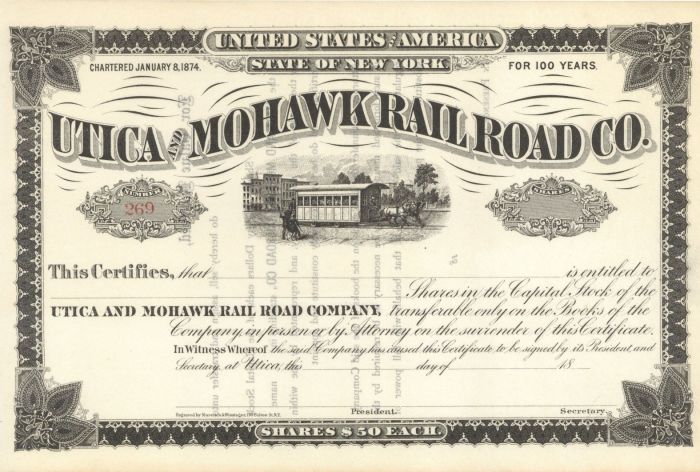 UNITED STATES OF AMERICA
STATE OF NEW YORK
CHARTERED JANUARY 8, 1874.
FOR 100 YEARS.
UTICA AND MOHAWK RAIL ROAD CO.
NUMBER
269
SHARES
This Certifies, that is entitled to
Shares in the Capital Stock of the
UTICA AND MOHAWK RAIL ROAD COMPANY, transferable only on the Books of the
Company in person or by Attorney on the surrender of this Certificate.
In Witness Whereof the said Company has caused this Certificate to be signed by its President, and
Secretary, at Utica, this day of 18
President.
Secretary.
SHARES $50 EACH.